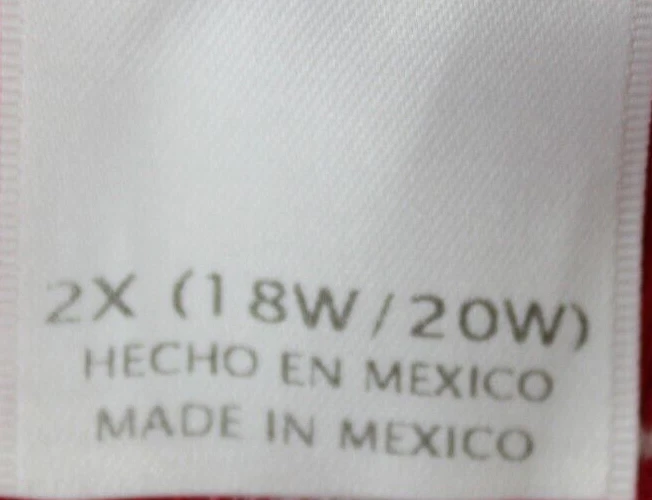 2X (18W/20W)
HECHO EN MEXICO
MADE IN MEXICO